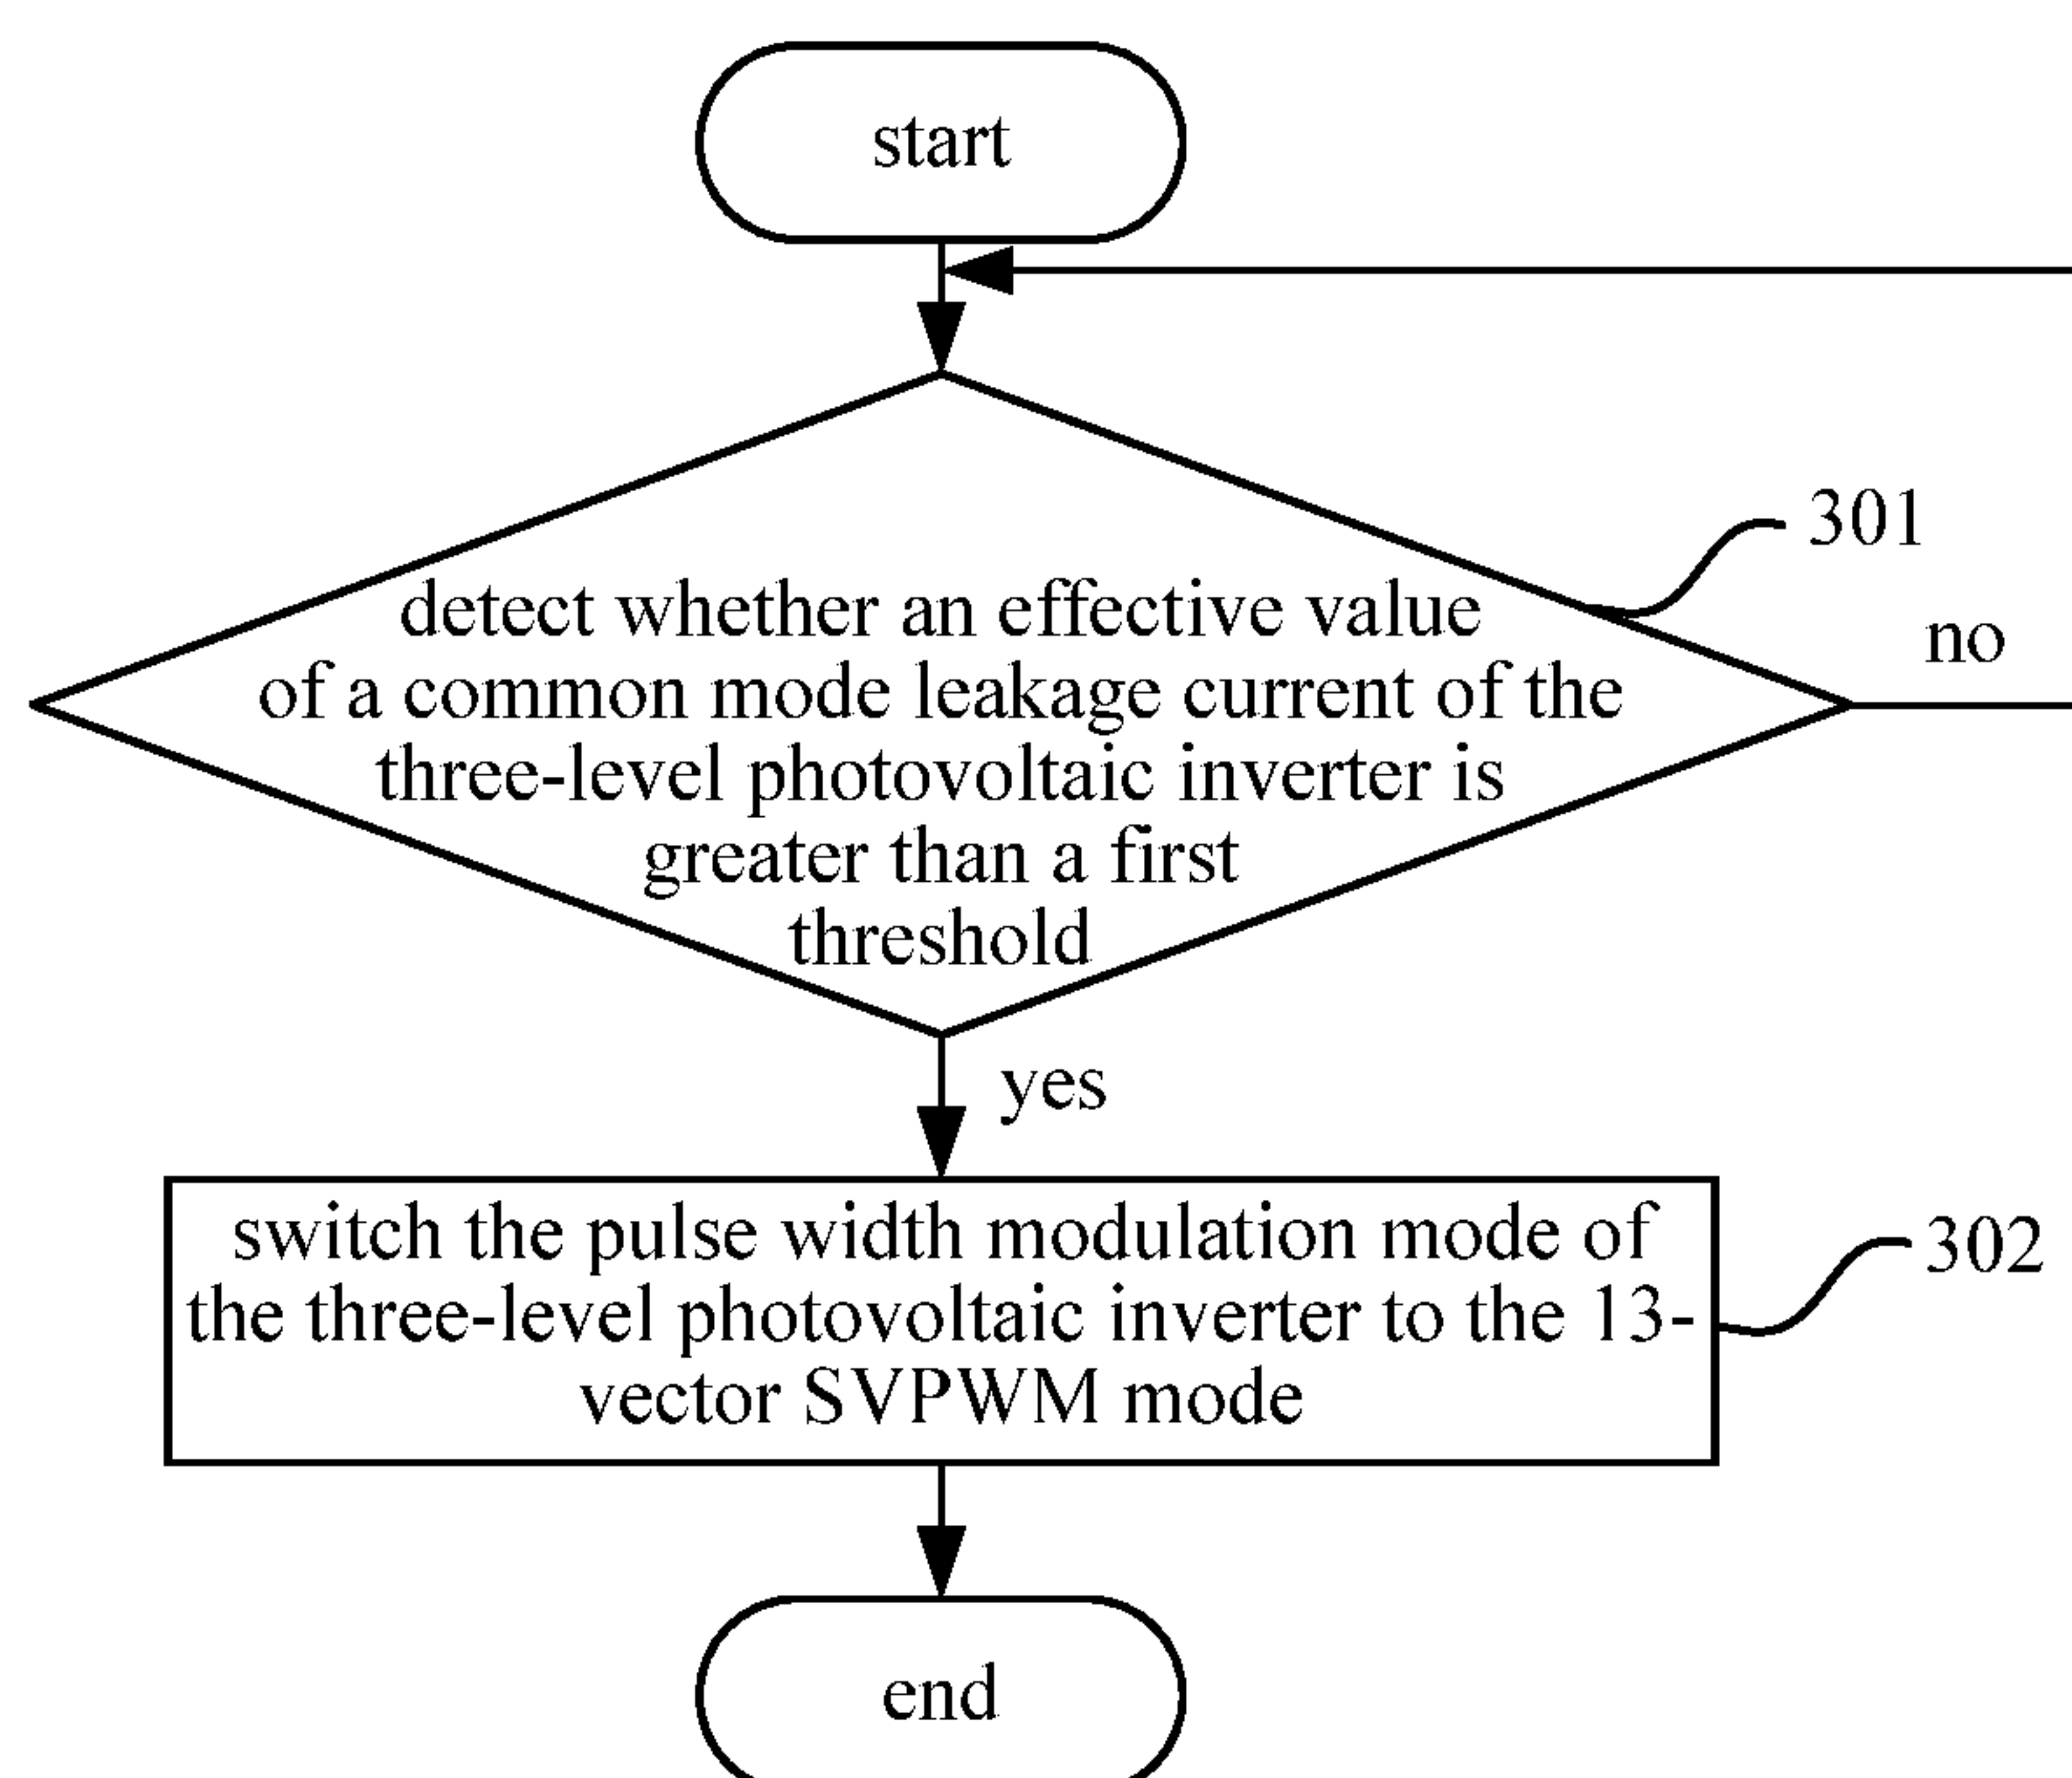 start
301
detect whether an effective value
of a common mode leakage current of the
three-level photovoltaic inverter is
greater than a first
threshold
no
yes
switch the pulse width modulation mode of
the three-level photovoltaic inverter to the 13-
vector SVPWM mode
302
end